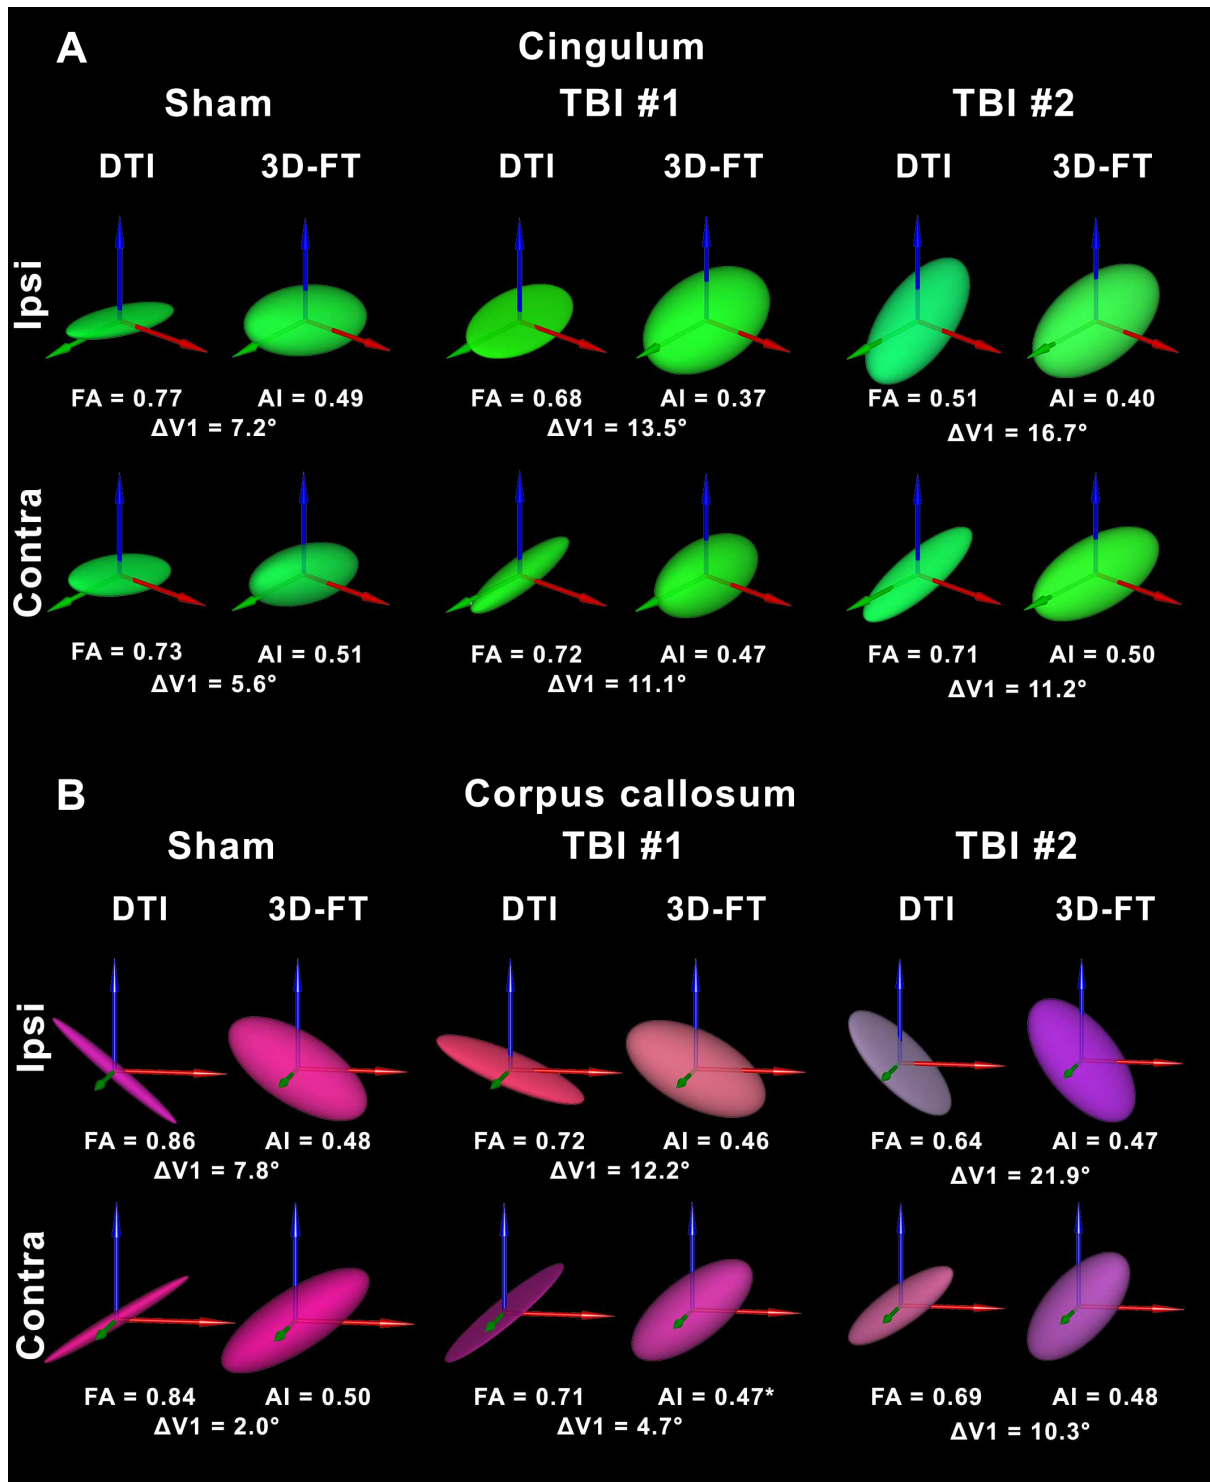 A
Cingulum
Sham TBI #1 TBI #2
DTI 3D-FT DTI 3D-FT DTI 3D-FT
Ipsi
FA = 0.77 AI = 0.49 FA = 0.68 AI = 0.37 FA = 0.51 AI = 0.40
ΔV1 = 7.2° ΔV1 = 13.5° ΔV1 = 16.7°
Contra
FA = 0.73 AI = 0.51 FA = 0.72 AI = 0.47 FA = 0.71 AI = 0.50
ΔV1 = 5.6° ΔV1 = 11.1° ΔV1 = 11.2°
B
Corpus callosum
Sham TBI #1 TBI #2
DTI 3D-FT DTI 3D-FT DTI 3D-FT
Ipsi
FA = 0.86 AI = 0.48 FA = 0.72 AI = 0.46 FA = 0.64 AI = 0.47
ΔV1 = 7.8° ΔV1 = 12.2° ΔV1 = 21.9°
Contra
FA = 0.84 AI = 0.50 FA = 0.71 AI = 0.47* FA = 0.69 AI = 0.48
ΔV1 = 2.0° ΔV1 = 4.7° ΔV1 = 10.3°